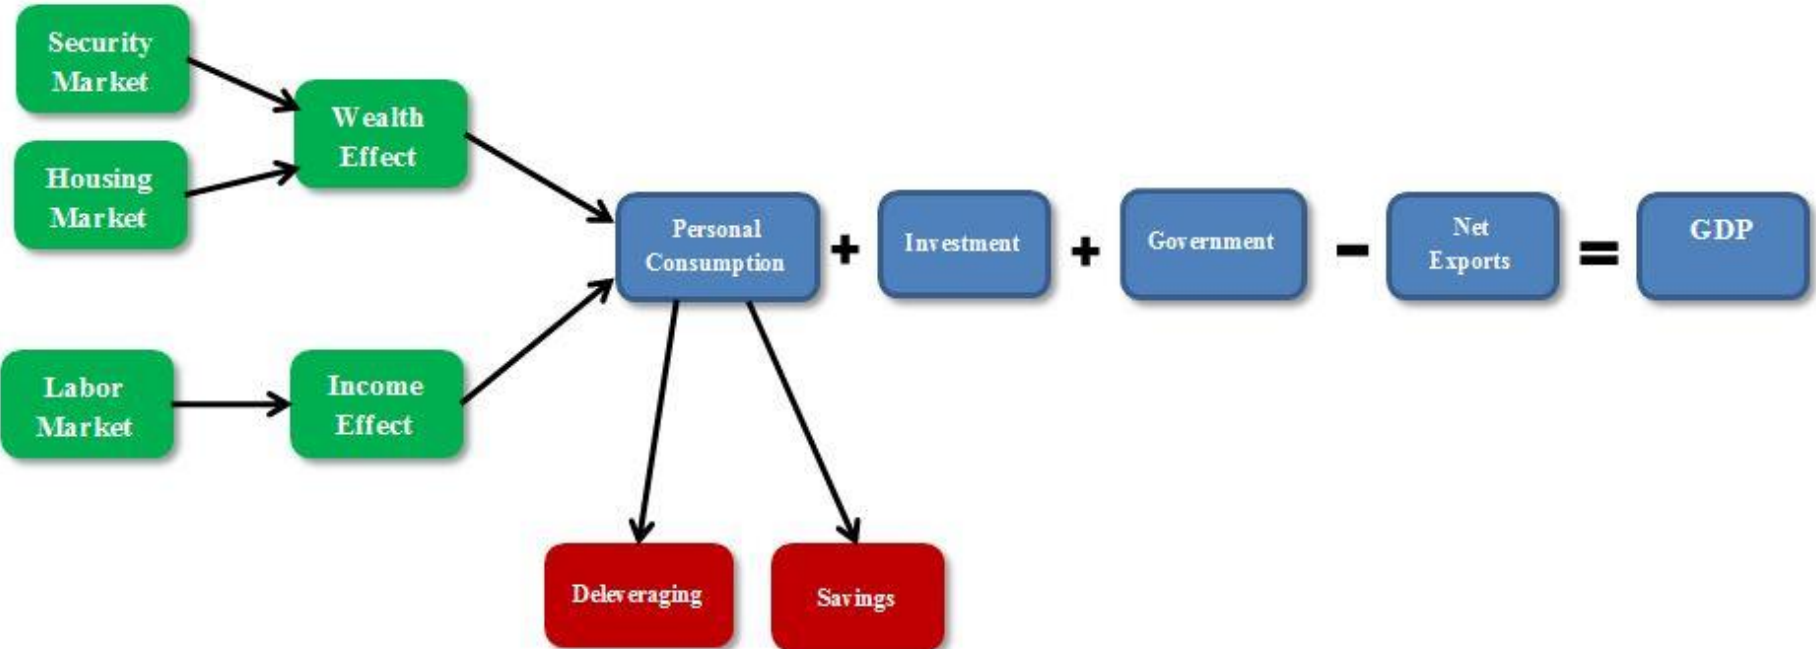 Security
Market
Wealth
Effect
Housing
Market
Personal
Consumption
+
Investment
+
Government
-
Net
Exports
=
GDP
Labor
Market
Income
Effect
Deleveraging
Savings